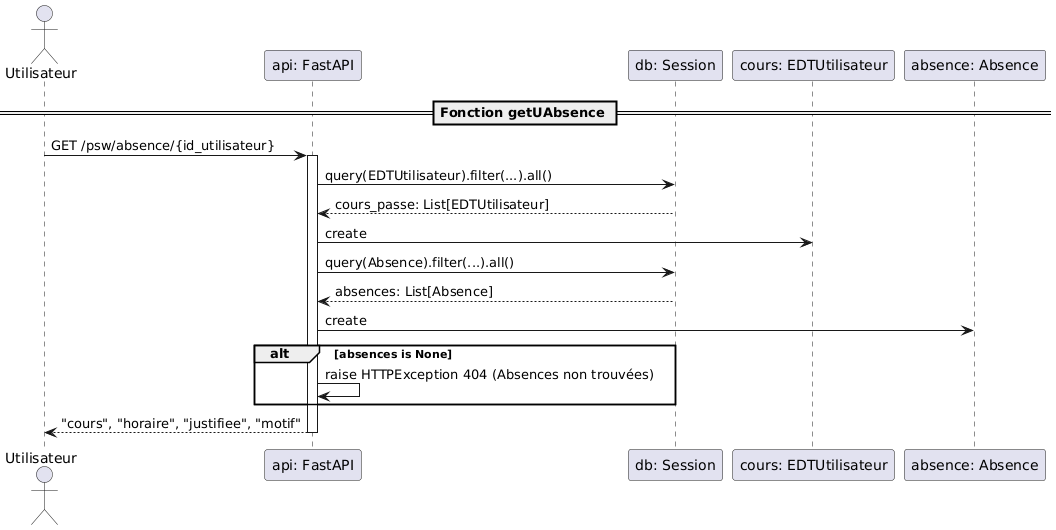 Utilisateur
api: FastAPI
db: Session
cours: EDTUtilisateur
absence: Absence
Fonction getUAbsence
GET /psw/absence/{id_utilisateur}
query(EDTUtilisateur).filter(...).all()
cours_passe: List[EDTUtilisateur]
create
query(Absence).filter(...).all()
absences: List[Absence]
create
alt [absences is None]
raise HTTPException 404 (Absences non trouvées)
"cours", "horaire", "justifiee", "motif"
Utilisateur
api: FastAPI
db: Session
cours: EDTUtilisateur
absence: Absence